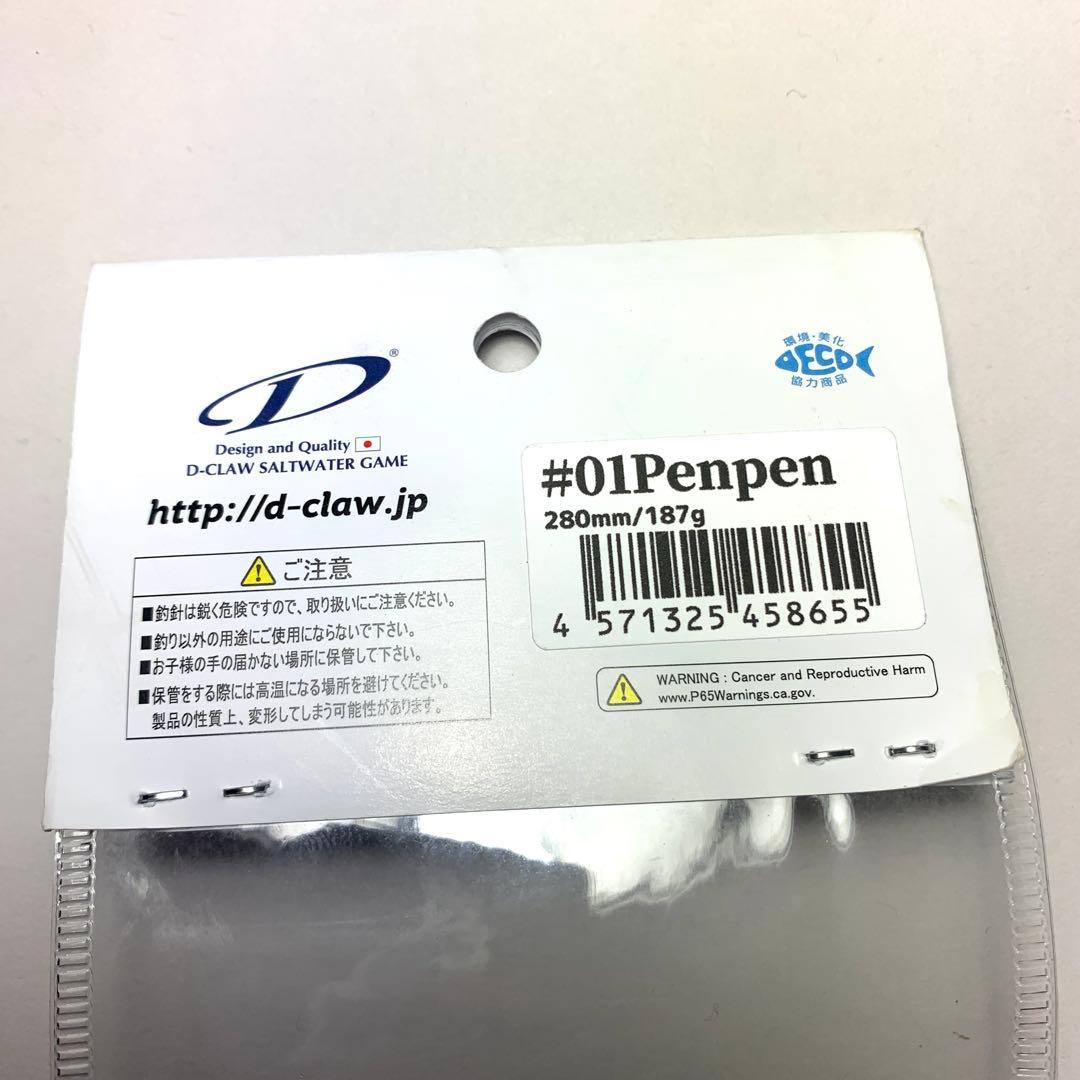 D®
Design and Quality
D-CLAW SALTWATER GAME
http://d-claw.jp
ご注意
■釣針は鋭く危険ですので、取り扱いにご注意ください。
■釣り以外の用途にご使用にならないで下さい。
■お子様の手の届かない場所に保管して下さい。
■保管をする際には高温になる場所を避けてください。
製品の性質上、変形してしまう可能性があります。
環境・美化
ECO
協力商品
#01Penpen
280mm/187g
4 571325 458655
WARNING : Cancer and Reproductive Harm
www.P65Warnings.ca.gov.